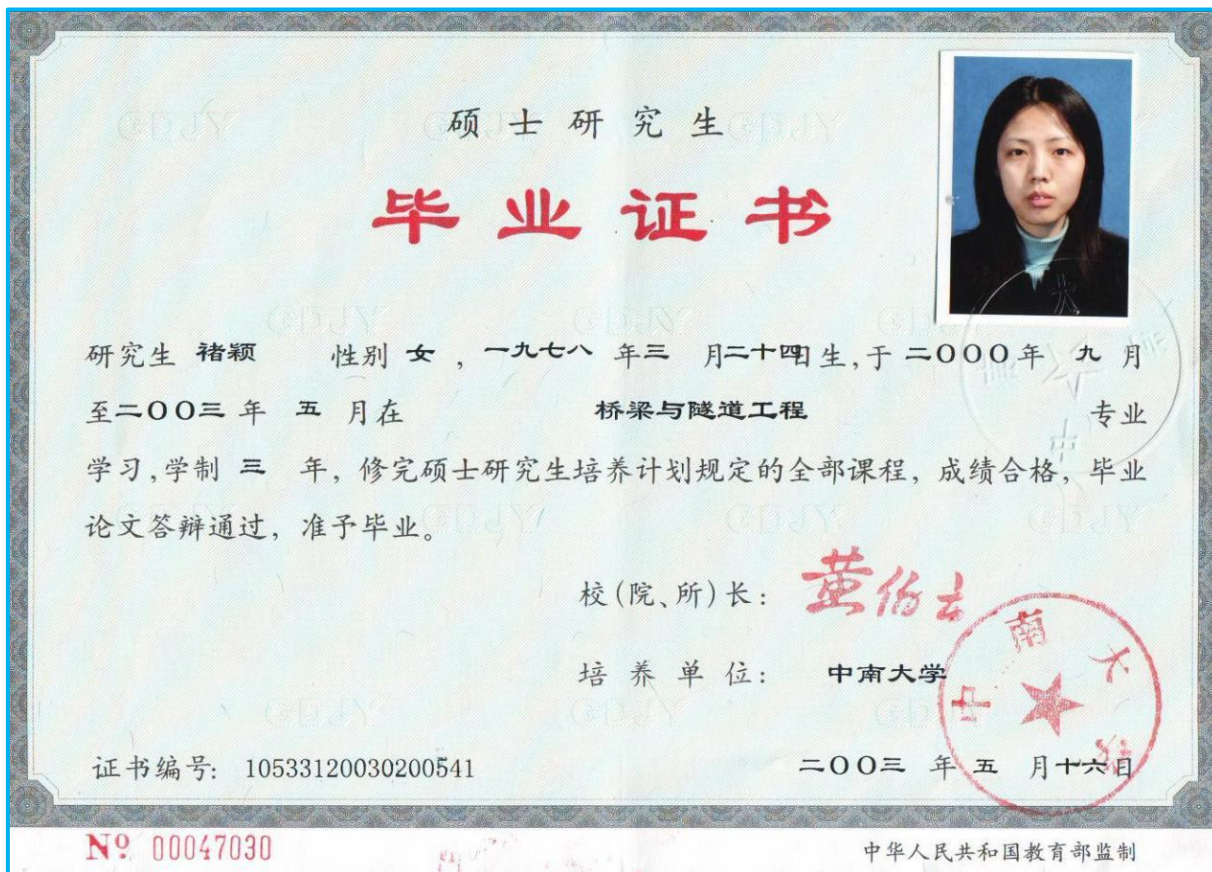 硕士研究生
毕业证书
研究生 褚颖 性别 女 , 一九七八 年 三 月 二十四日生, 于 二000年 九 月
至二00三 年 五 月在 桥梁与隧道工程 专业
学习, 学制 三 年, 修完硕士研究生培养计划规定的全部课程, 成绩合格, 毕业
论文答辩通过, 准予毕业。
校(院、所)长: 黄伯云
培养单位: 中南大学
中南大学
证书编号: 10533120030200541
二00三 年 五 月十六日
№ 00047030
中华人民共和国教育部监制